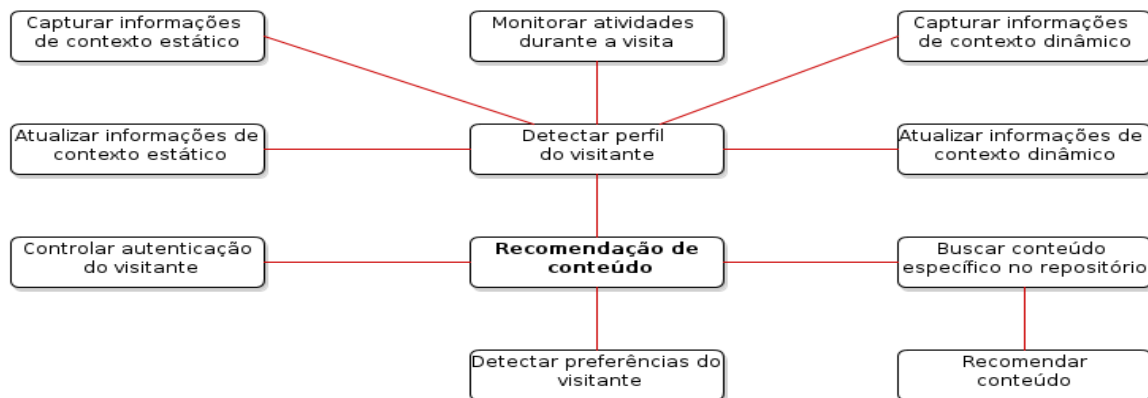 Capturar informações
de contexto estático
Monitorar atividades
durante a visita
Capturar informações
de contexto dinâmico
Atualizar informações de
contexto estático
Detectar perfil
do visitante
Atualizar informações de
contexto dinâmico
Controlar autenticação
do visitante
Recomendação de
conteúdo
Buscar conteúdo
específico no repositório
Detectar preferências do
visitante
Recomendar
conteúdo